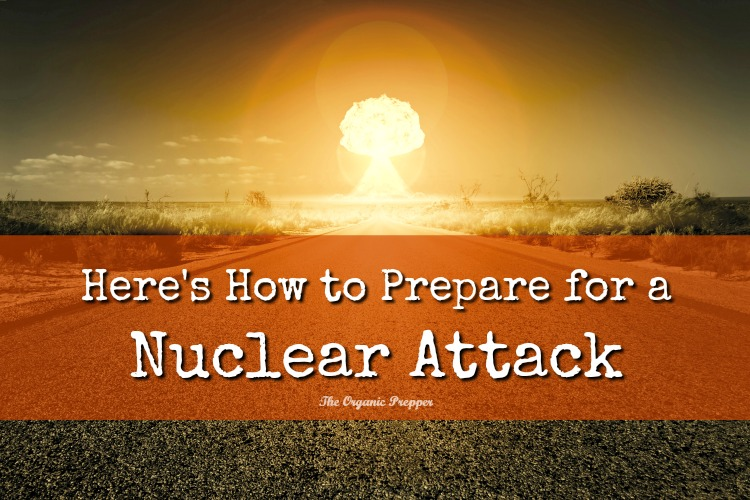 Here's How to Prepare for a
Nuclear Attack
The Organic Prepper